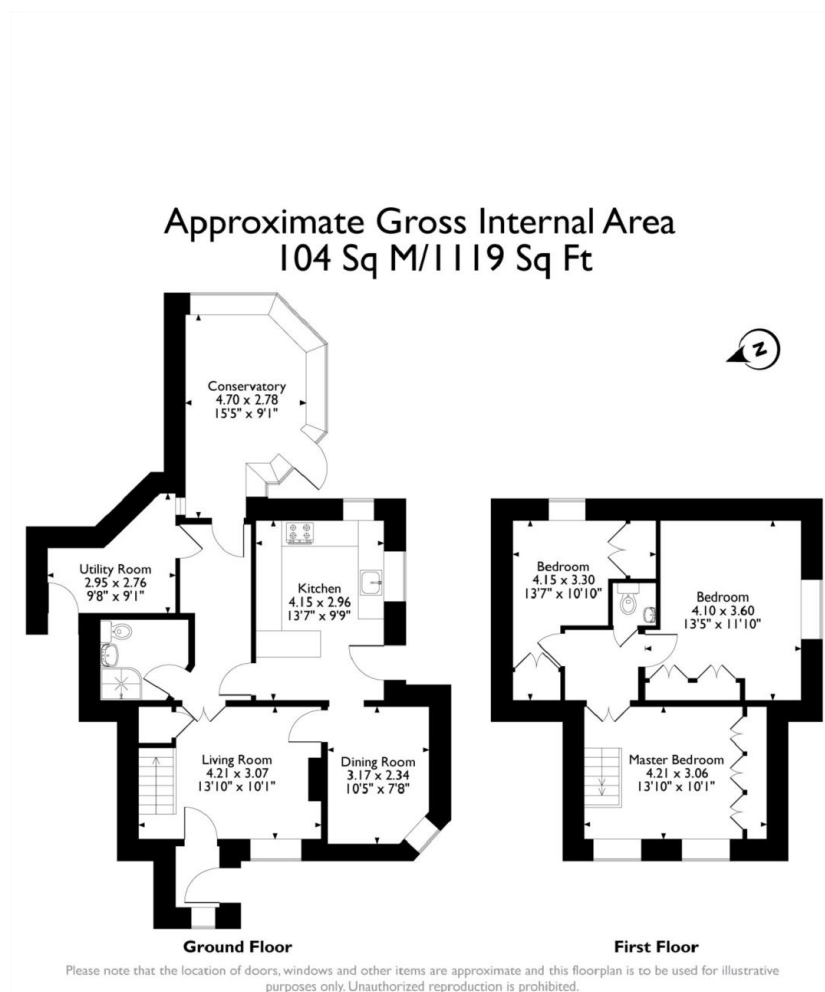 Approximate Gross Internal Area
104 Sq M/1119 Sq Ft
N
Conservatory
4.70 x 2.78
15'5" x 9'1"
Utility Room
2.95 x 2.76
9'8" x 9'1"
Kitchen
4.15 x 2.96
13'7" x 9'9"
Living Room
4.21 x 3.07
13'10" x 10'1"
Dining Room
3.17 x 2.34
10'5" x 7'8"
Ground Floor
Bedroom
4.15 x 3.30
13'7" x 10'10"
Bedroom
4.10 x 3.60
13'5" x 11'10"
Master Bedroom
4.21 x 3.06
13'10" x 10'1"
First Floor
Please note that the location of doors, windows and other items are approximate and this floorplan is to be used for illustrative
purposes only. Unauthorized reproduction is prohibited.